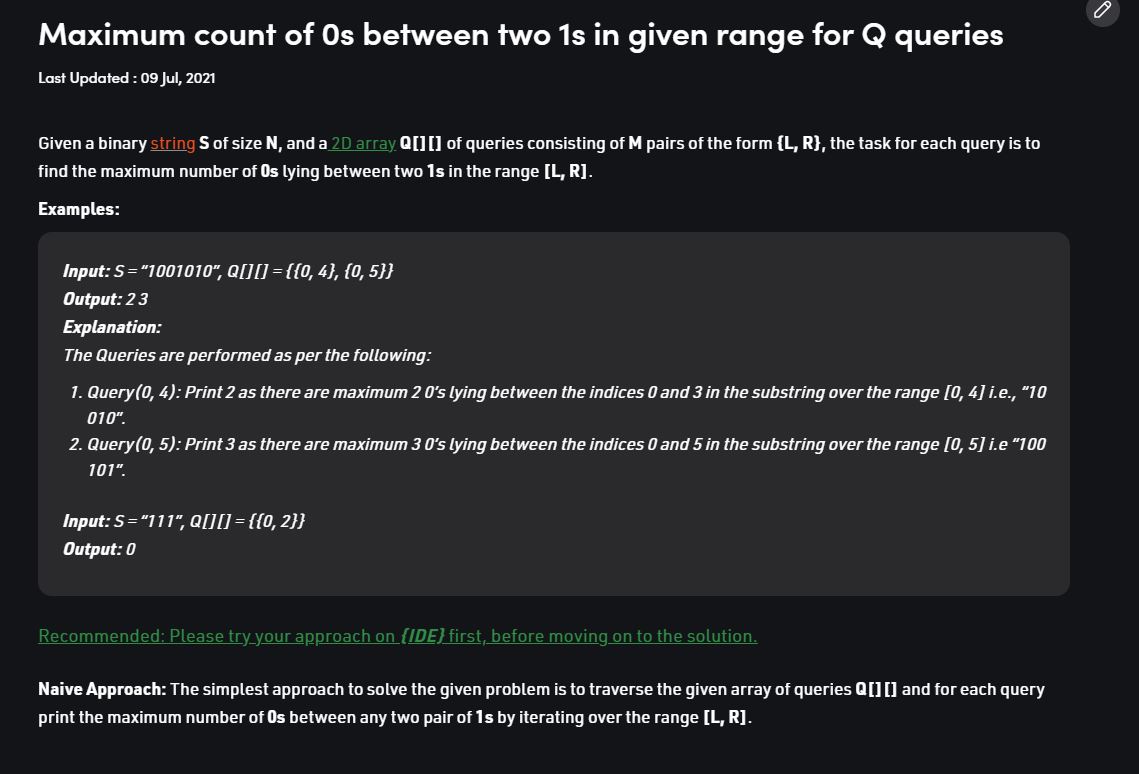 Maximum count of 0s between two 1s in given range for Q queries
Last Updated : 09 Jul, 2021
Given a binary string S of size N, and a 2D array Q[][] of queries consisting of M pairs of the form {L, R}, the task for each query is to
find the maximum number of 0s lying between two 1s in the range [L, R].
Examples:
Input: S = “1001010”, Q[][] = {{0, 4}, {0, 5}}
Output: 2 3
Explanation:
The Queries are performed as per the following:
1. Query(0, 4): Print 2 as there are maximum 2 0’s lying between the indices 0 and 3 in the substring over the range [0, 4] i.e., “10
010”.
2. Query(0, 5): Print 3 as there are maximum 3 0’s lying between the indices 0 and 5 in the substring over the range [0, 5] i.e “100
101”.
Input: S = “111”, Q[][] = {{0, 2}}
Output: 0
Recommended: Please try your approach on {IDE} first, before moving on to the solution.
Naive Approach: The simplest approach to solve the given problem is to traverse the given array of queries Q[][] and for each query
print the maximum number of 0s between any two pair of 1s by iterating over the range [L, R].